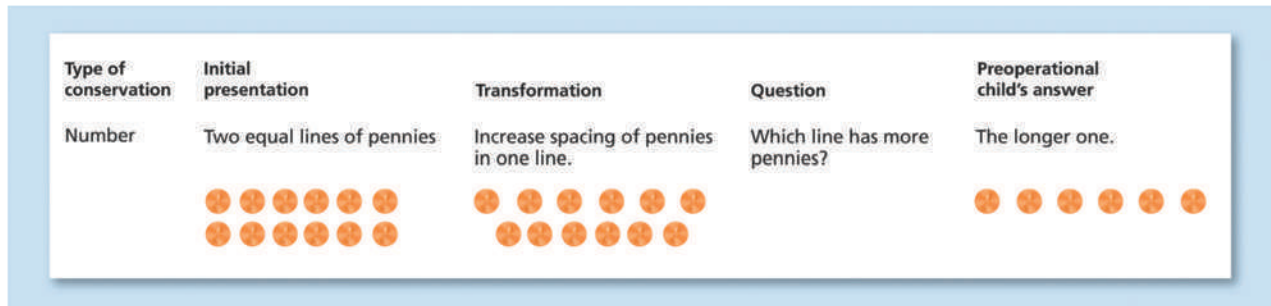 Type of
conservation
Initial
presentation
Transformation
Question
Preoperational
child's answer
Number
Two equal lines of pennies
Increase spacing of pennies
in one line.
Which line has more
pennies?
The longer one.